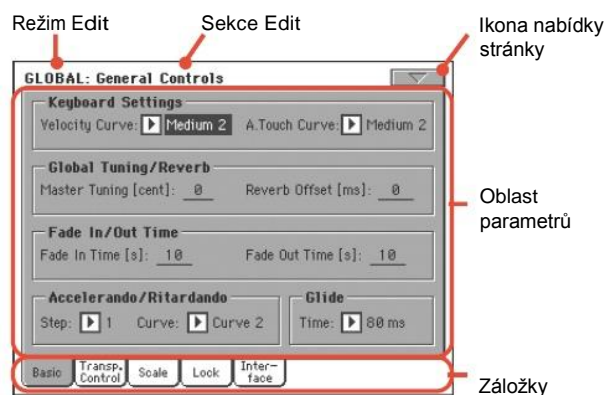 Režim Edit
Sekce Edit
Ikona nabídky
stránky
GLOBAL: General Controls
Keyboard Settings
Velocity Curve: Medium 2 A.Touch Curve: Medium 2
Global Tuning/Reverb
Master Tuning [cent]: 0 Reverb Offset [ms]: 0
Fade In/Out Time
Fade In Time [s]: 10 Fade Out Time [s]: 10
Accelerando/Ritardando
Step: 1 Curve: Curve 2
Glide
Time: 80 ms
Oblast
parametrů
Basic
Transp.
Control
Scale
Lock
Inter-
face
Záložky